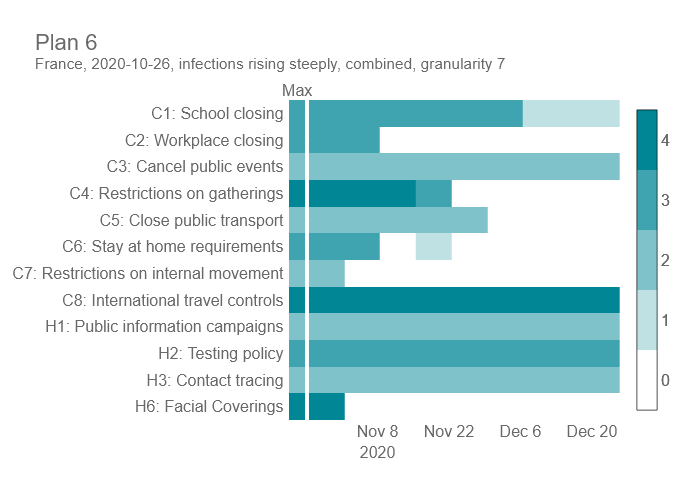 Plan 6
France, 2020-10-26, infections rising steeply, combined, granularity 7
Max
C1: School closing
C2: Workplace closing
C3: Cancel public events
C4: Restrictions on gatherings
C5: Close public transport
C6: Stay at home requirements
C7: Restrictions on internal movement
C8: International travel controls
H1: Public information campaigns
H2: Testing policy
H3: Contact tracing
H6: Facial Coverings
4
3
2
1
0
Nov 8 Nov 22 Dec 6 Dec 20
2020